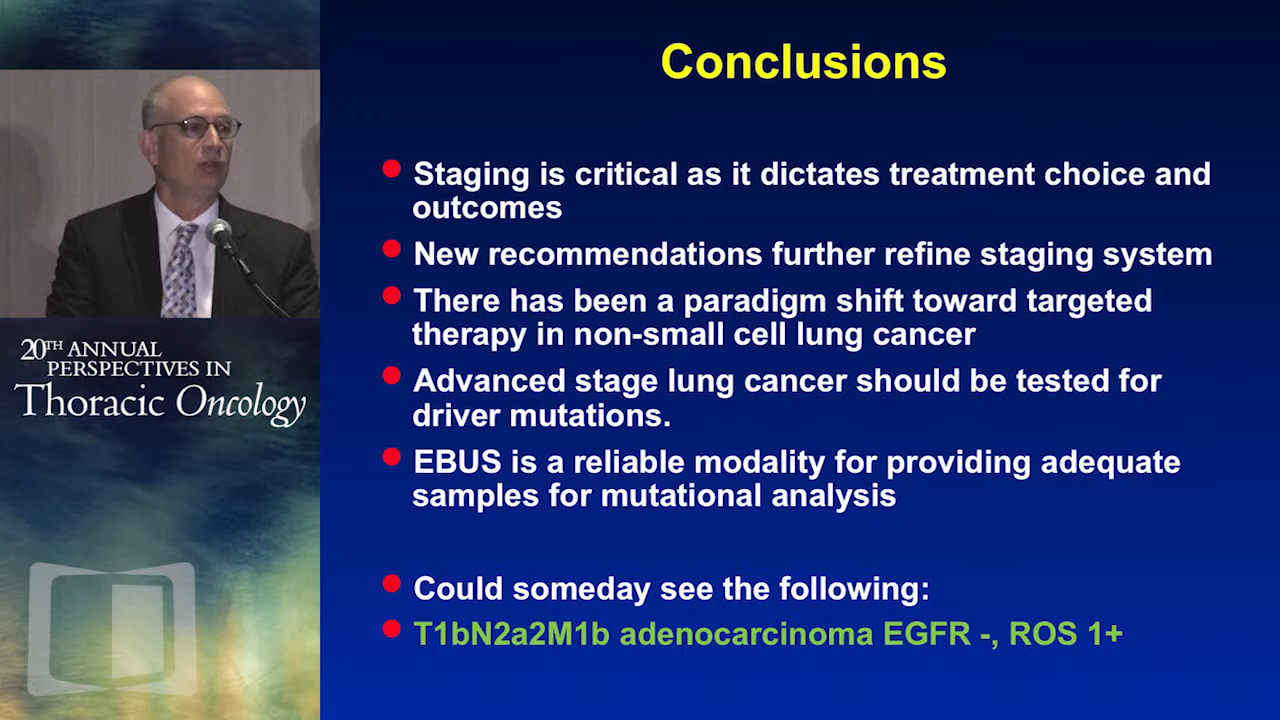 Conclusions
Staging is critical as it dictates treatment choice and
outcomes
New recommendations further refine staging system
There has been a paradigm shift toward targeted
therapy in non-small cell lung cancer
Advanced stage lung cancer should be tested for
driver mutations.
EBUS is a reliable modality for providing adequate
samples for mutational analysis
Could someday see the following:
T1bN2a2M1b adenocarcinoma EGFR -, ROS 1+
20TH ANNUAL
PERSPECTIVES IN
Thoracic Oncology